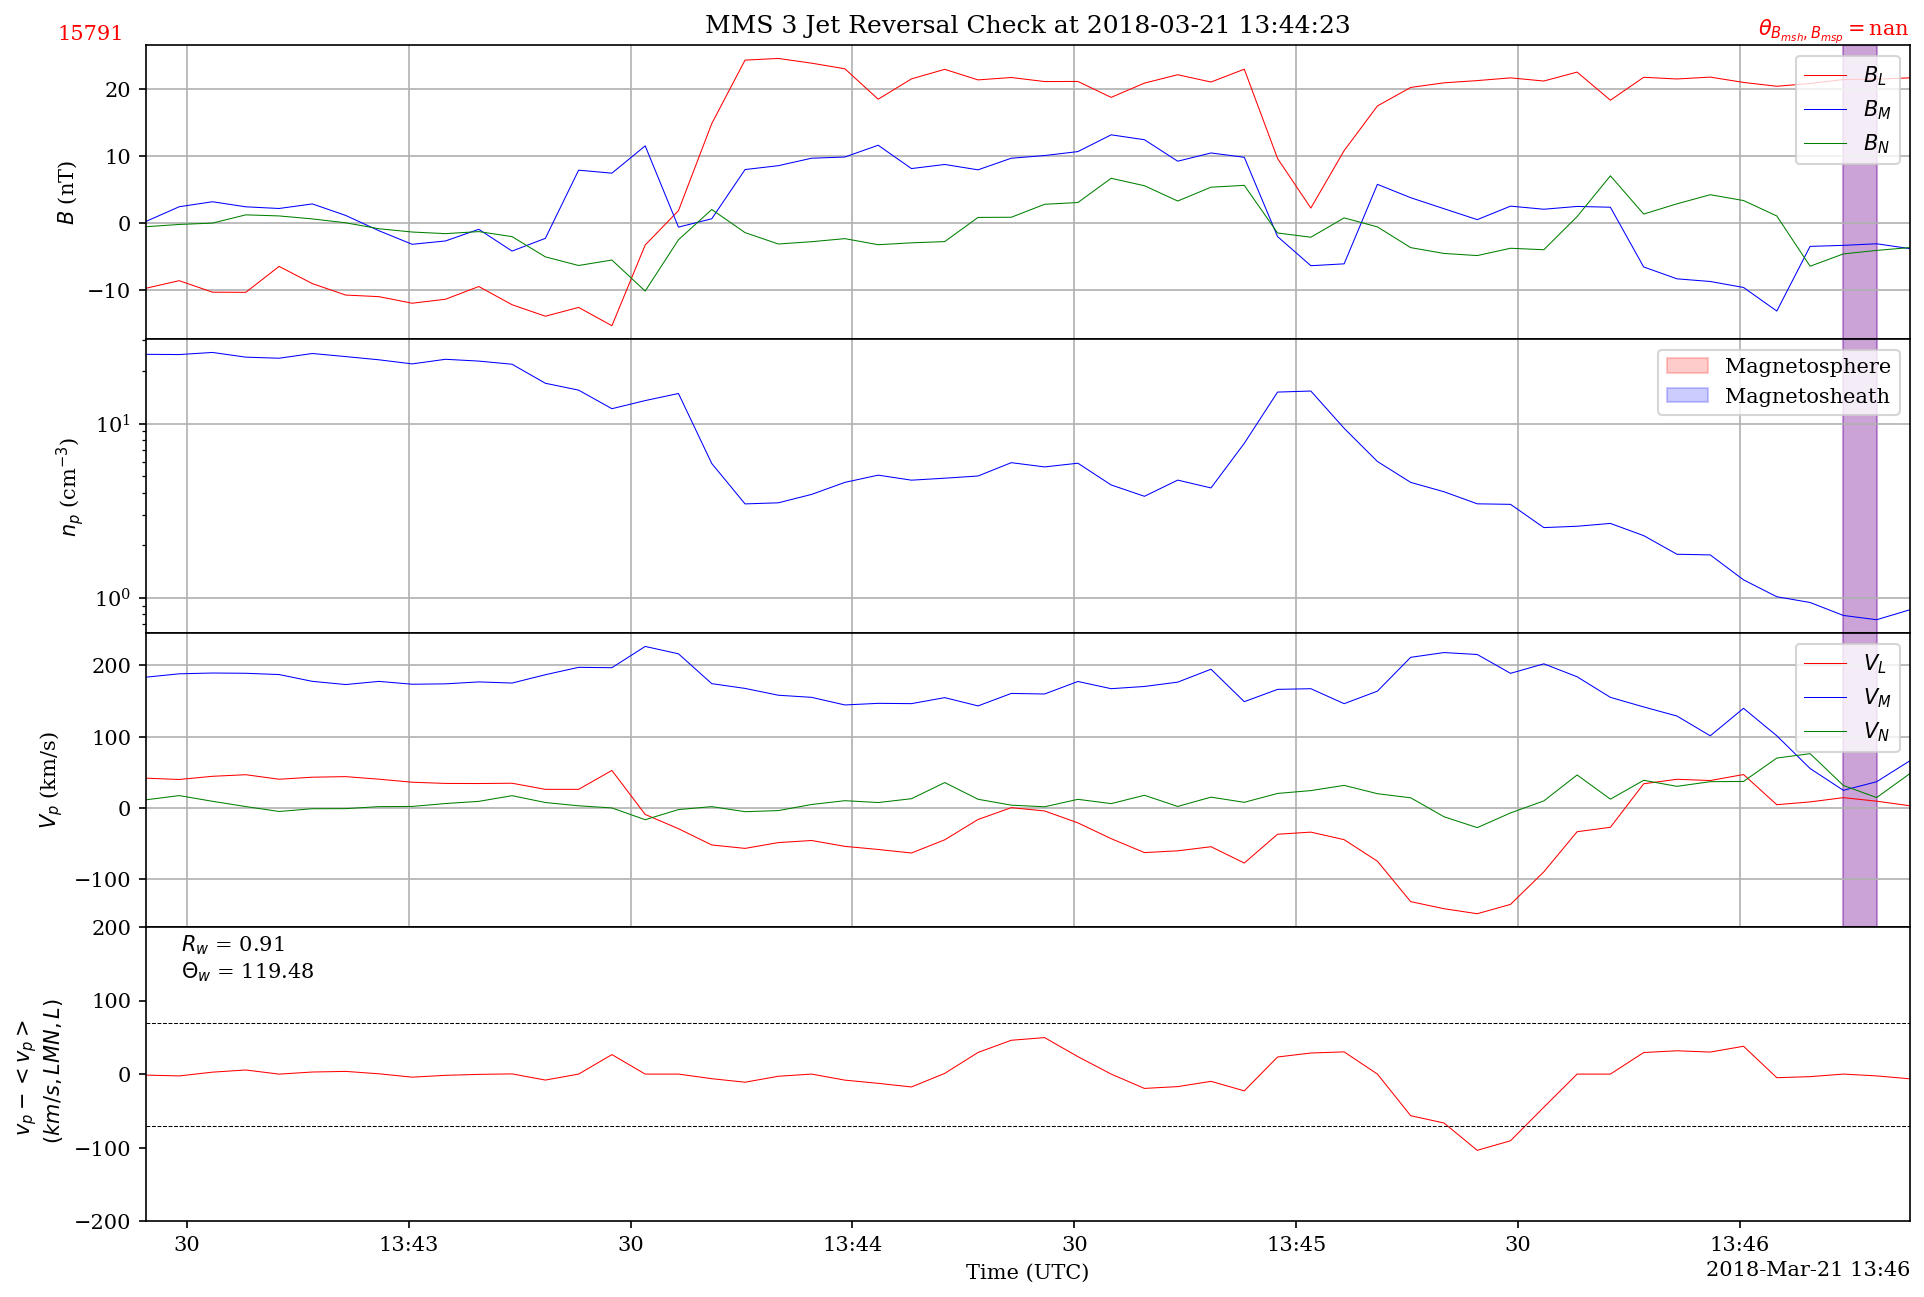 15791
MMS 3 Jet Reversal Check at 2018-03-21 13:44:23
θ_{B_{msh}, B_{msp}} = nan
20
10
0
−10
B (nT)
B_L
B_M
B_N
10^1
10^0
n_p (cm^{−3})
Magnetosphere
Magnetosheath
200
100
0
−100
V_p (km/s)
V_L
V_M
V_N
200
100
0
−100
−200
v_p − < v_p >
(km/s, LMN, L)
R_w = 0.91
Θ_w = 119.48
30
13:43
30
13:44
30
13:45
30
13:46
Time (UTC)
2018-Mar-21 13:46